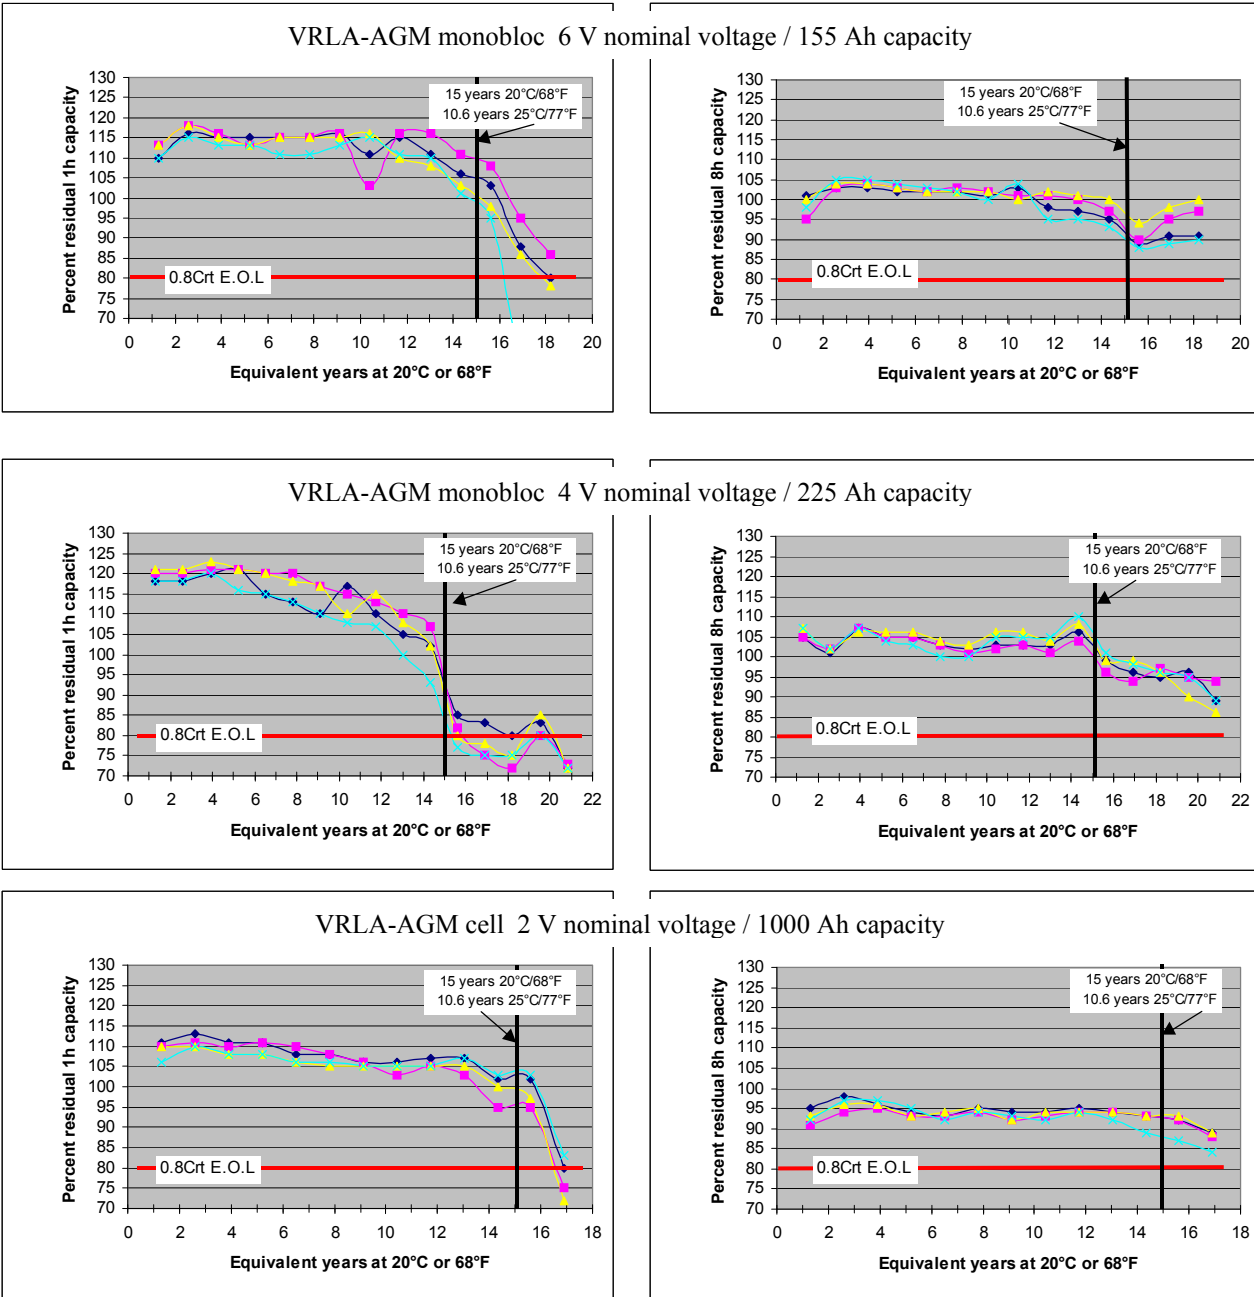 VRLA-AGM monobloc 6 V nominal voltage / 155 Ah capacity
Percent residual 1h capacity
130
125
120
115
110
105
100
95
90
85
80
75
70
15 years 20°C/68°F
10.6 years 25°C/77°F
0.8Crt E.O.L
0 2 4 6 8 10 12 14 16 18 20
Equivalent years at 20°C or 68°F
Percent residual 8h capacity
130
125
120
115
110
105
100
95
90
85
80
75
70
15 years 20°C/68°F
10.6 years 25°C/77°F
0.8Crt E.O.L
0 2 4 6 8 10 12 14 16 18 20
Equivalent years at 20°C or 68°F
VRLA-AGM monobloc 4 V nominal voltage / 225 Ah capacity
Percent residual 1h capacity
130
125
120
115
110
105
100
95
90
85
80
75
70
15 years 20°C/68°F
10.6 years 25°C/77°F
0.8Crt E.O.L
0 2 4 6 8 10 12 14 16 18 20 22
Equivalent years at 20°C or 68°F
Percent residual 8h capacity
130
125
120
115
110
105
100
95
90
85
80
75
70
15 years 20°C/68°F
10.6 years 25°C/77°F
0.8Crt E.O.L
0 2 4 6 8 10 12 14 16 18 20 22
Equivalent years at 20°C or 68°F
VRLA-AGM cell 2 V nominal voltage / 1000 Ah capacity
Percent residual 1h capacity
130
125
120
115
110
105
100
95
90
85
80
75
70
15 years 20°C/68°F
10.6 years 25°C/77°F
0.8Crt E.O.L
0 2 4 6 8 10 12 14 16 18
Equivalent years at 20°C or 68°F
Percent residual 8h capacity
130
125
120
115
110
105
100
95
90
85
80
75
70
15 years 20°C/68°F
10.6 years 25°C/77°F
0.8Crt E.O.L
0 2 4 6 8 10 12 14 16 18
Equivalent years at 20°C or 68°F